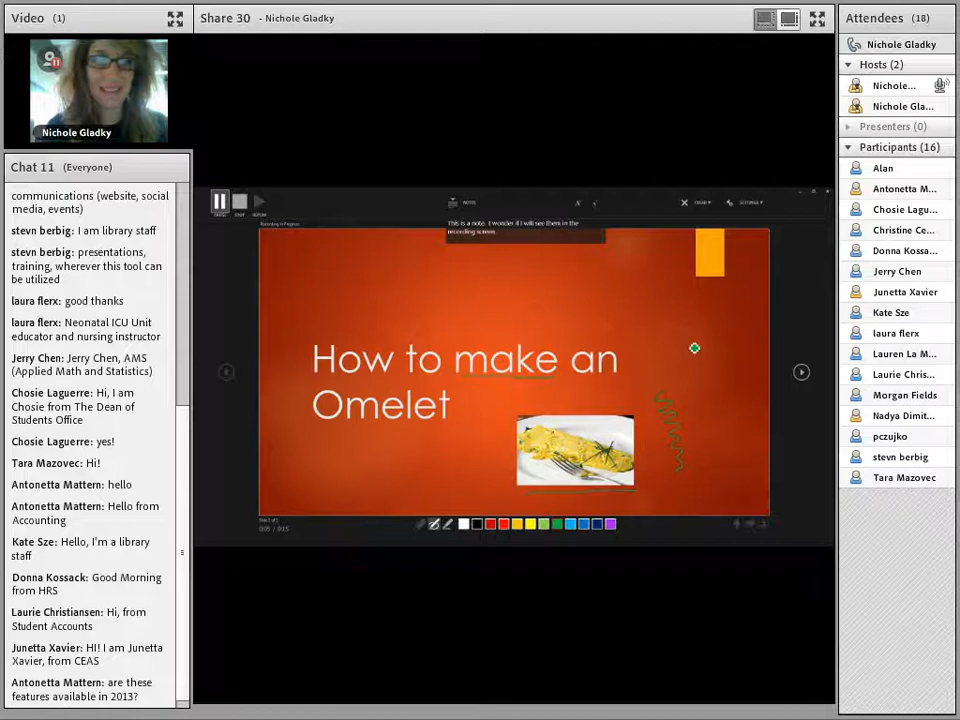 Video (1)
Nichole Gladky
Share 30 - Nichole Gladky
Chat 11 (Everyone)
communications (website, social
media, events)
stevn berbig: I am library staff
stevn berbig: presentations,
training, wherever this tool can
be utilized
laura flerx: good thanks
laura flerx: Neonatal ICU Unit
educator and nursing instructor
Jerry Chen: Jerry Chen, AMS
(Applied Math and Statistics)
Chosie Laguerre: Hi, I am
Chosie from The Dean of
Students Office
Chosie Laguerre: yes!
Tara Mazovec: Hi!
Antonetta Mattern: hello
Antonetta Mattern: Hello from
Accounting
Kate Sze: Hello, I'm a library
staff
Donna Kossack: Good Morning
from HRS
Laurie Christiansen: Hi, from
Student Accounts
Junetta Xavier: HI! I am Junetta
Xavier, from CEAS
Antonetta Mattern: are these
features available in 2013?
NOTES
This is a note. I wonder if I will see them in the
recording screen.
CLEAR
SETTINGS
How to make an
Omelet
Attendees (18)
Nichole Gladky
Hosts (2)
Nichole...
Nichole Gla...
Presenters (0)
Participants (16)
Alan
Antonetta M...
Chosie Lagu...
Christine Ce...
Donna Kossa...
Jerry Chen
Junetta Xavier
Kate Sze
laura flerx
Lauren La M...
Laurie Chris...
Morgan Fields
Nadya Dimit...
pczujko
stevn berbig
Tara Mazovec